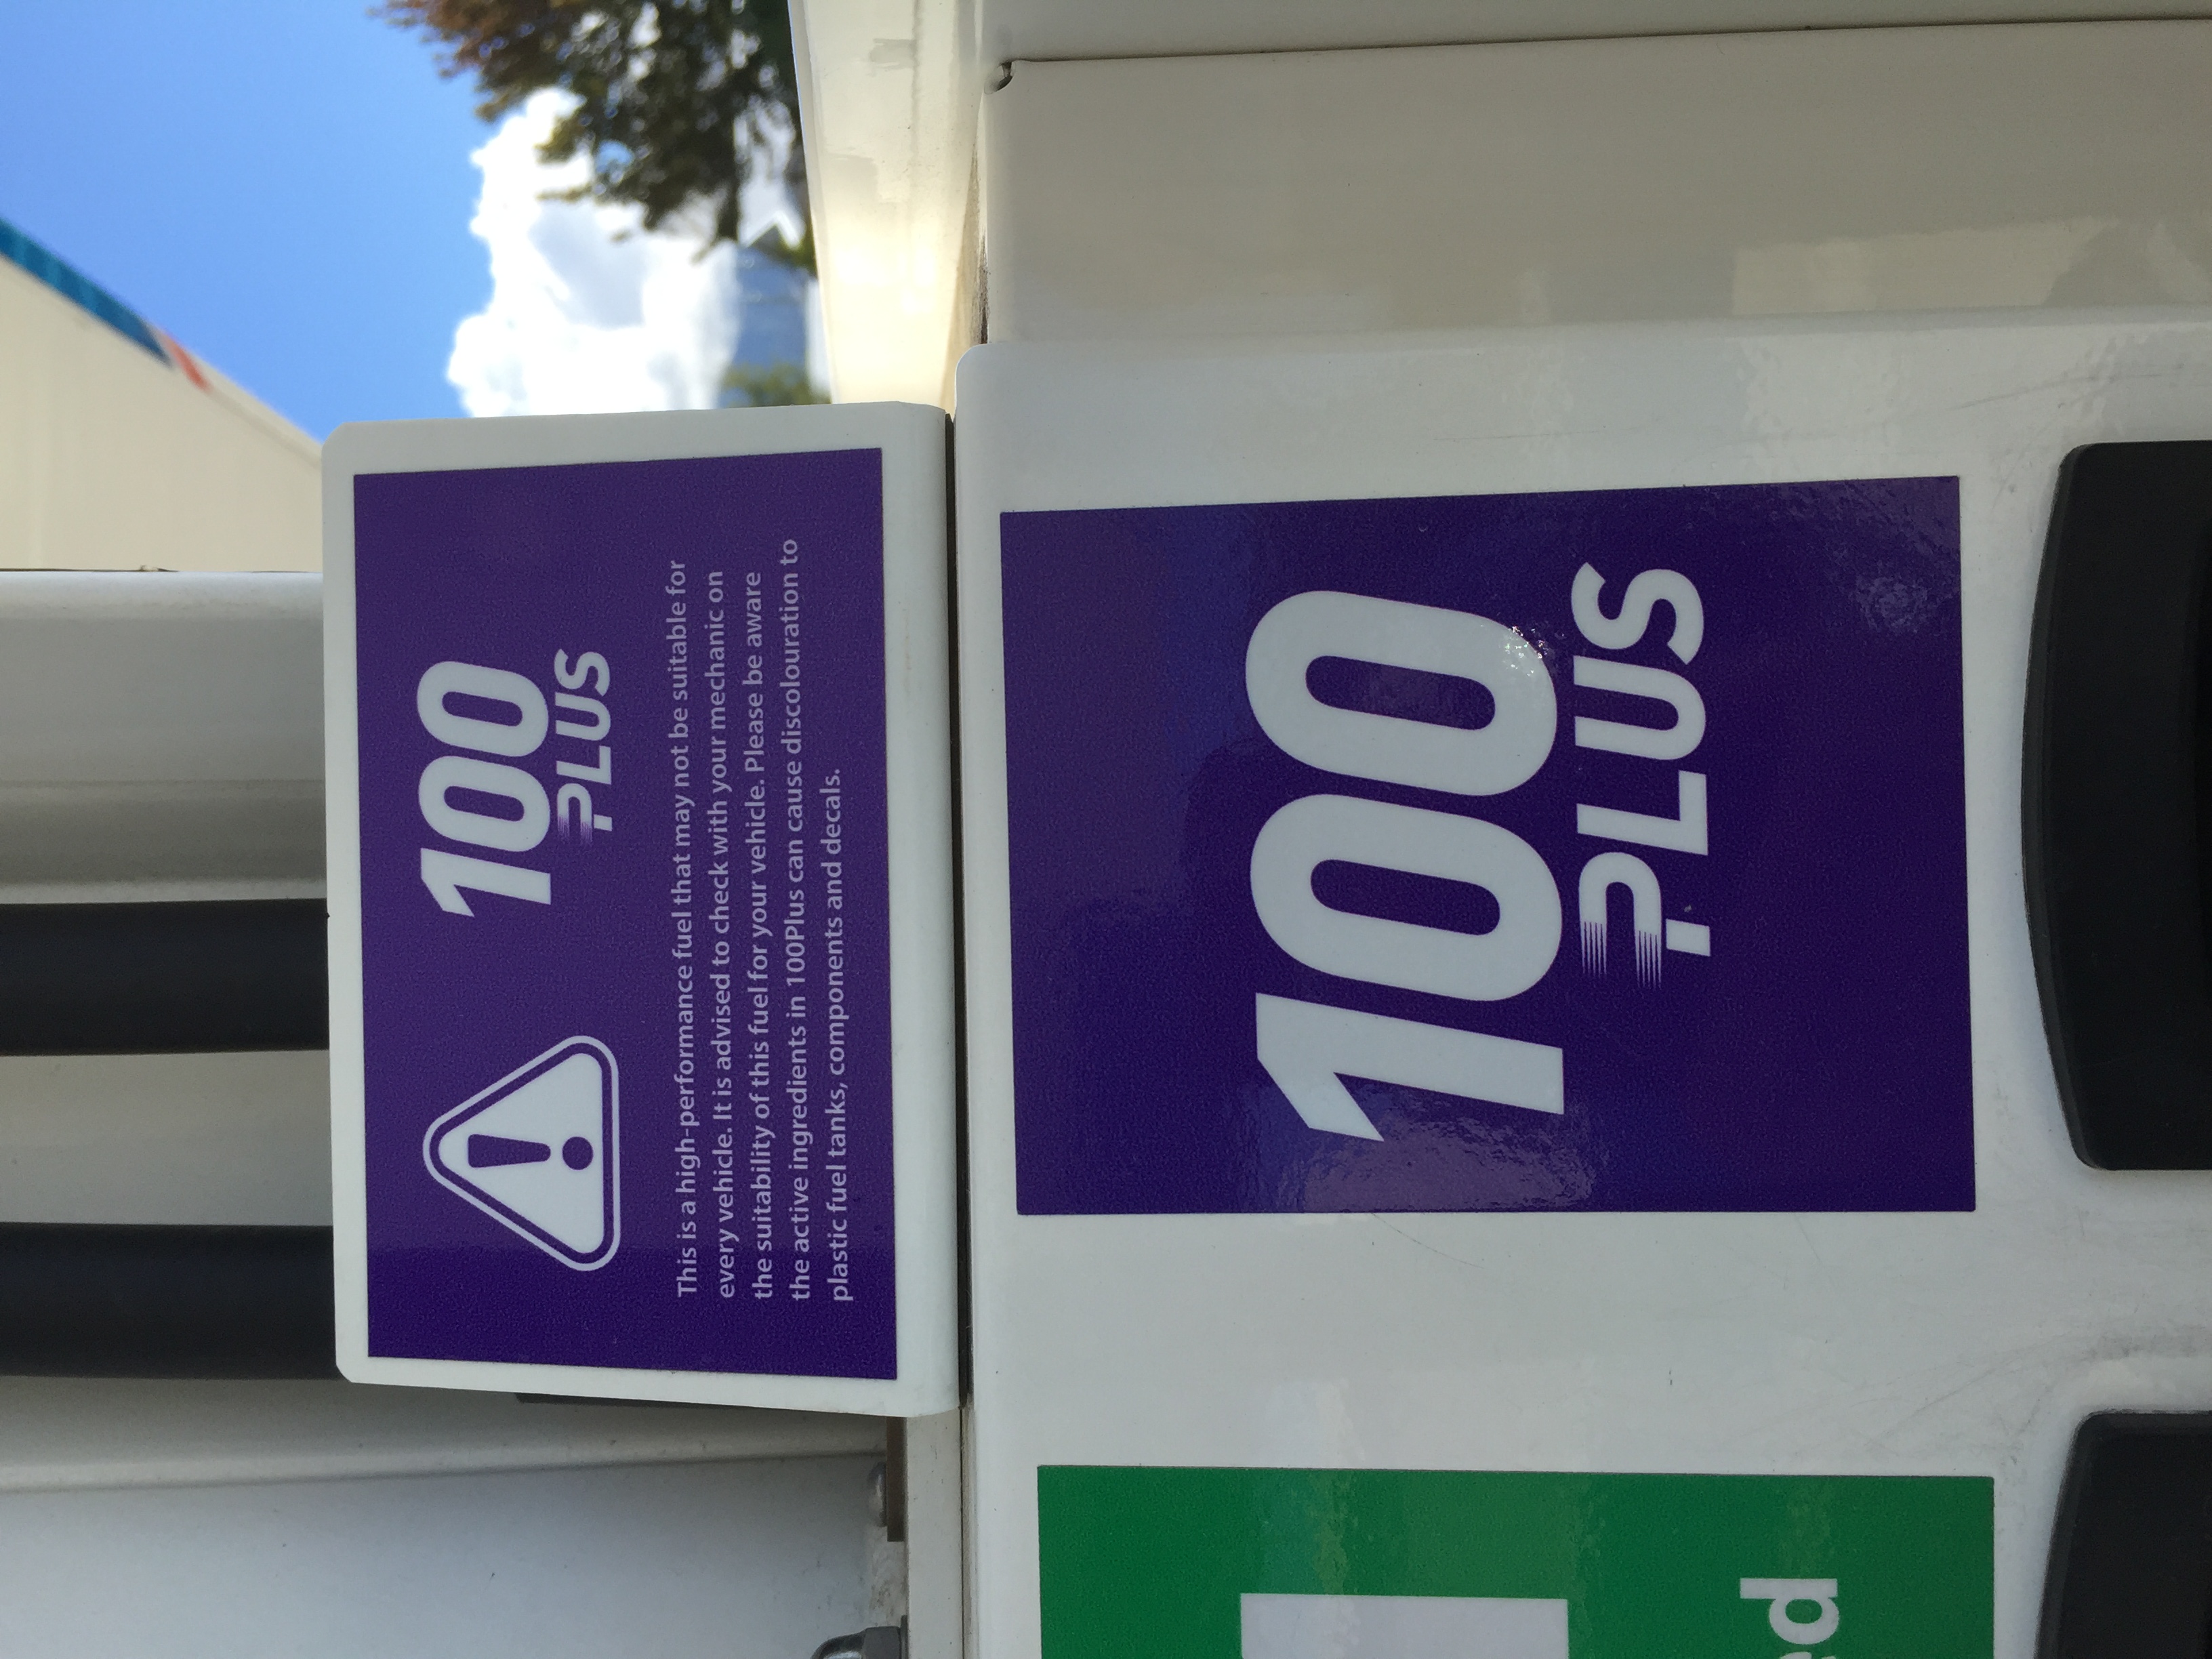 100
PLUS
This is a high-performance fuel that may not be suitable for
every vehicle. It is advised to check with your mechanic on
the suitability of this fuel for your vehicle. Please be aware
the active ingredients in 100Plus can cause discolouration to
plastic fuel tanks, components and decals.
100
PLUS